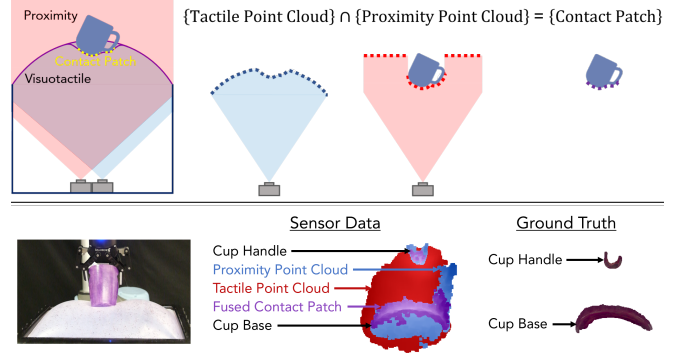 {Tactile Point Cloud} ∩ {Proximity Point Cloud} = {Contact Patch}
Proximity
Contact Patch
Visuotactile
Sensor Data
Cup Handle
Proximity Point Cloud
Tactile Point Cloud
Fused Contact Patch
Cup Base
Ground Truth
Cup Handle
Cup Base